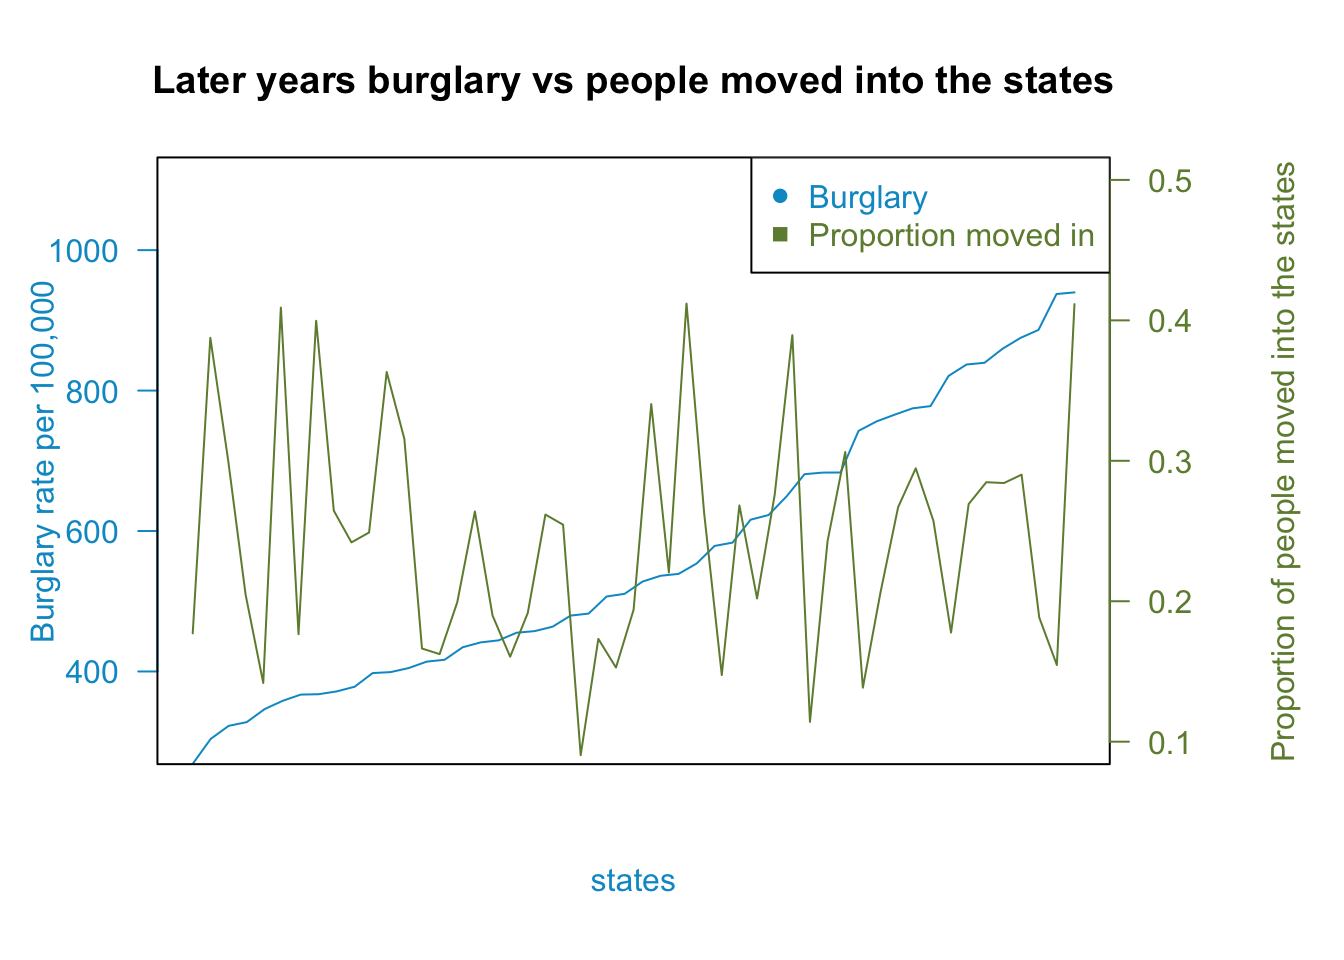 Later years burglary vs people moved into the states
Burglary
Proportion moved in
Burglary rate per 100,000
1000
800
600
400
0.5
0.4
0.3
0.2
0.1
Proportion of people moved into the states
states